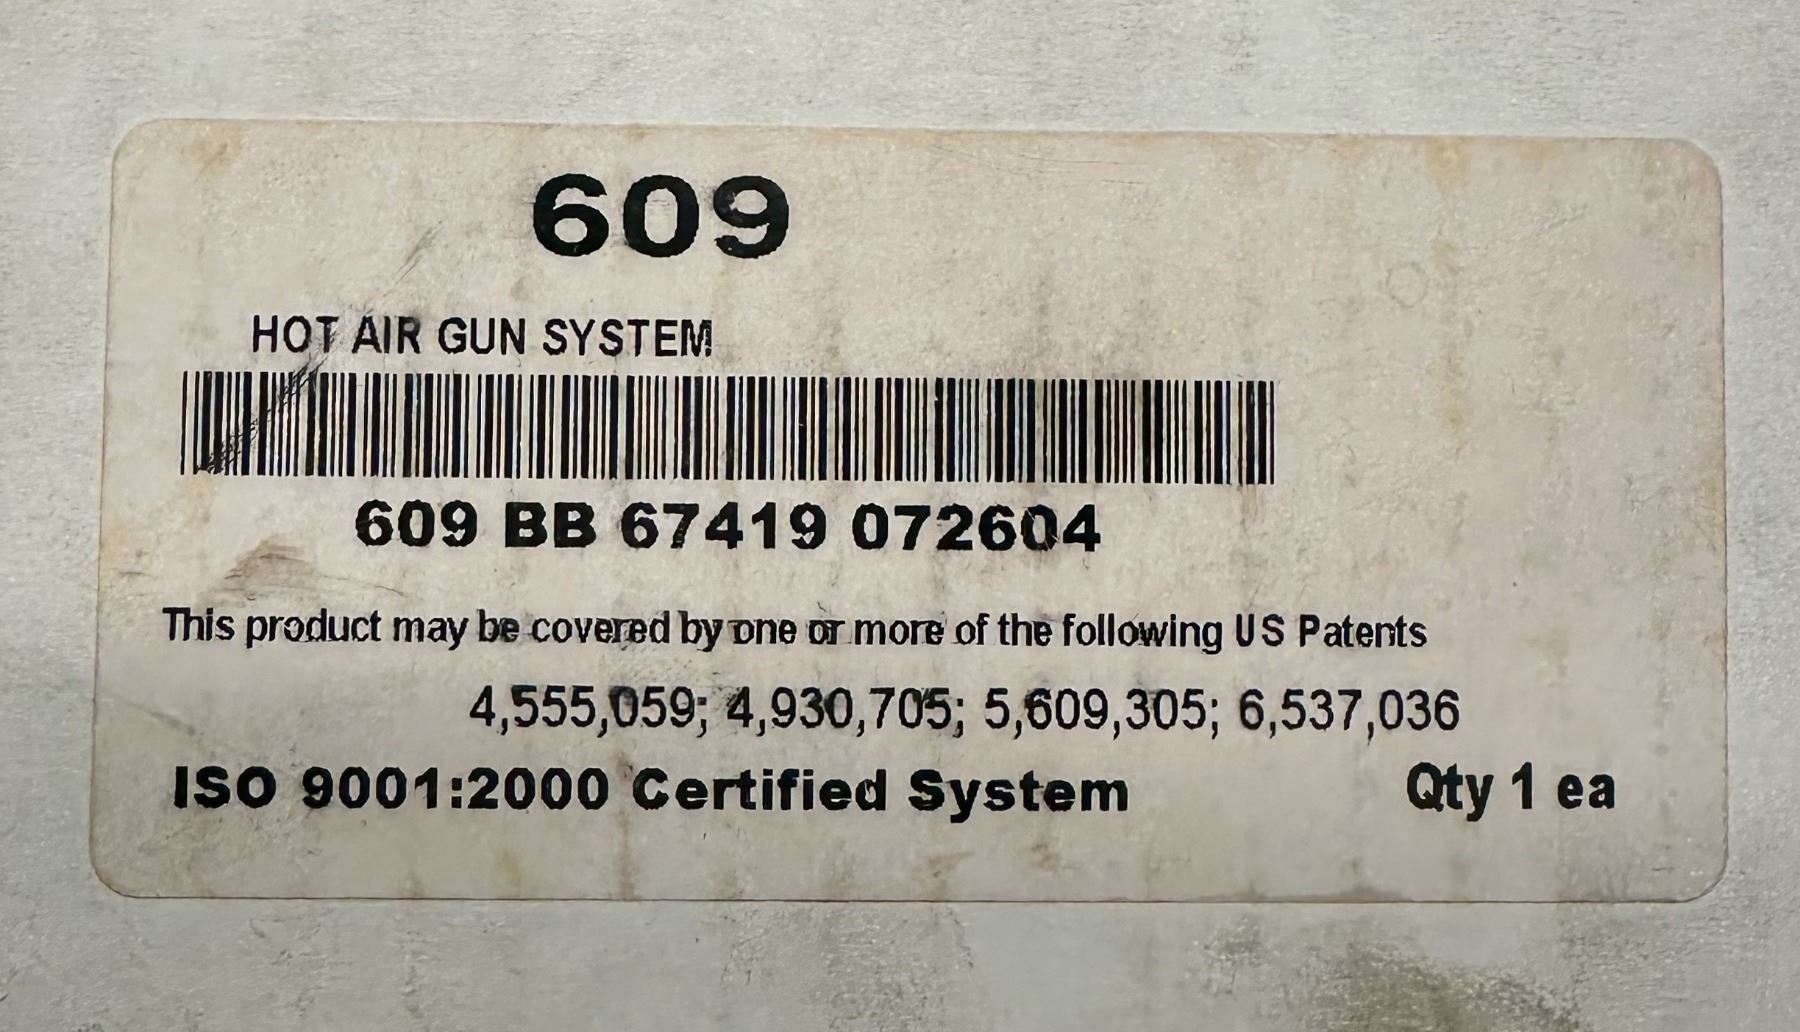 609
HOT AIR GUN SYSTEM
609 BB 67419 072604
This product may be covered by one or more of the following US Patents
4,555,059; 4,930,705; 5,609,305; 6,537,036
ISO 9001:2000 Certified System
Qty 1 ea